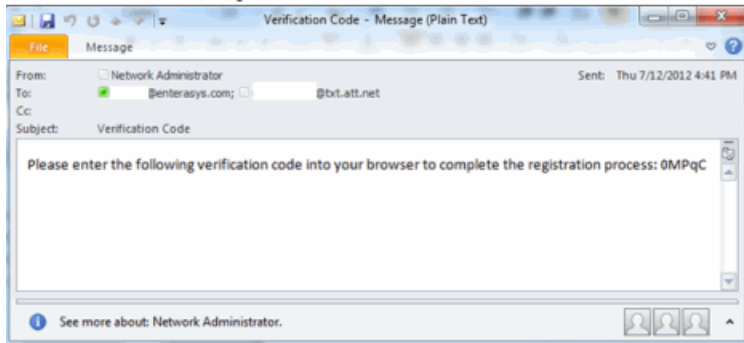 Verification Code - Message (Plain Text)
File Message
From: Network Administrator Sent: Thu 7/12/2012 4:41 PM
To: @enterasys.com; @txt.att.net
Cc:
Subject: Verification Code
Please enter the following verification code into your browser to complete the registration process: 0MPqC
See more about: Network Administrator.